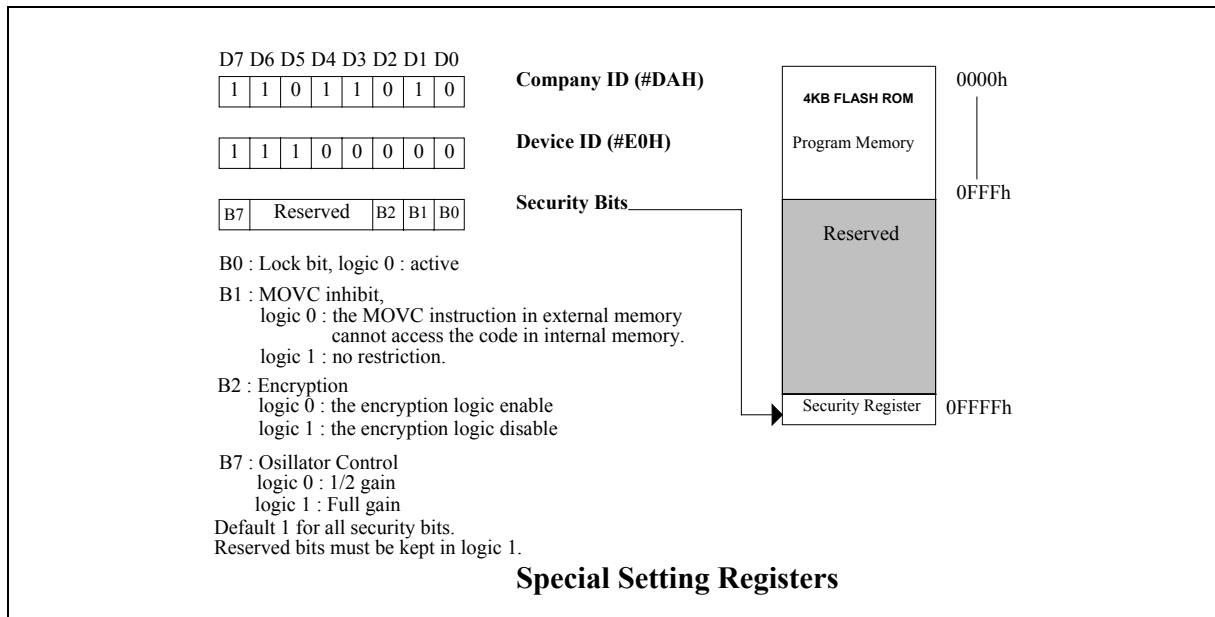 D7 D6 D5 D4 D3 D2 D1 D0
1 1 0 1 1 0 1 0
Company ID (#DAH)
1 1 1 0 0 0 0 0
Device ID (#E0H)
B7 Reserved B2 B1 B0
Security Bits
B0 : Lock bit, logic 0 : active
B1 : MOVC inhibit,
logic 0 : the MOVC instruction in external memory
cannot access the code in internal memory.
logic 1 : no restriction.
B2 : Encryption
logic 0 : the encryption logic enable
logic 1 : the encryption logic disable
B7 : Osillator Control
logic 0 : 1/2 gain
logic 1 : Full gain
Default 1 for all security bits.
Reserved bits must be kept in logic 1.
4KB FLASH ROM
Program Memory
0000h
0FFFh
Reserved
Security Register
0FFFFh
Special Setting Registers